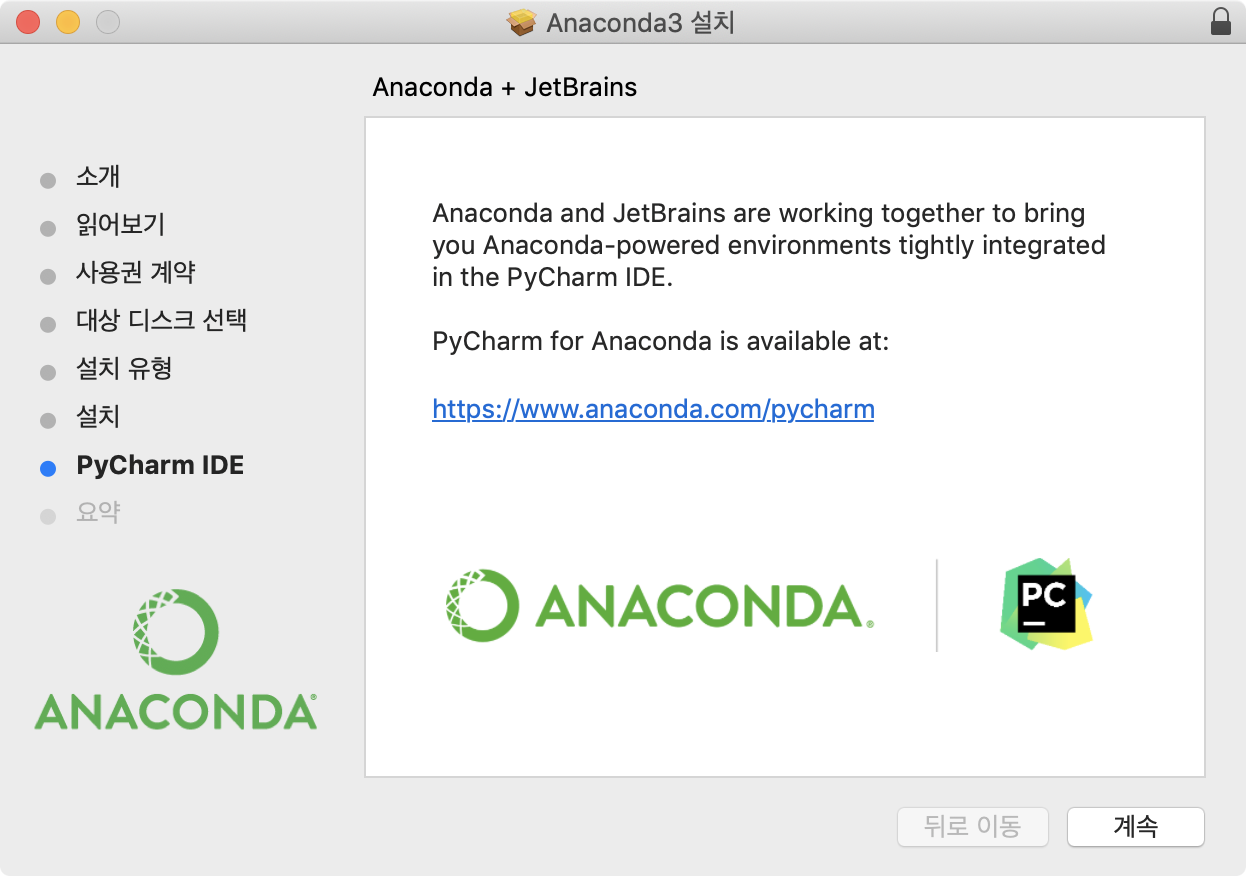 Anaconda3 설치
Anaconda + JetBrains
소개
읽어보기
사용권 계약
대상 디스크 선택
설치 유형
설치
PyCharm IDE
요약
ANACONDA®
Anaconda and JetBrains are working together to bring
you Anaconda-powered environments tightly integrated
in the PyCharm IDE.
PyCharm for Anaconda is available at:
https://www.anaconda.com/pycharm
ANACONDA®
PC
뒤로 이동
계속